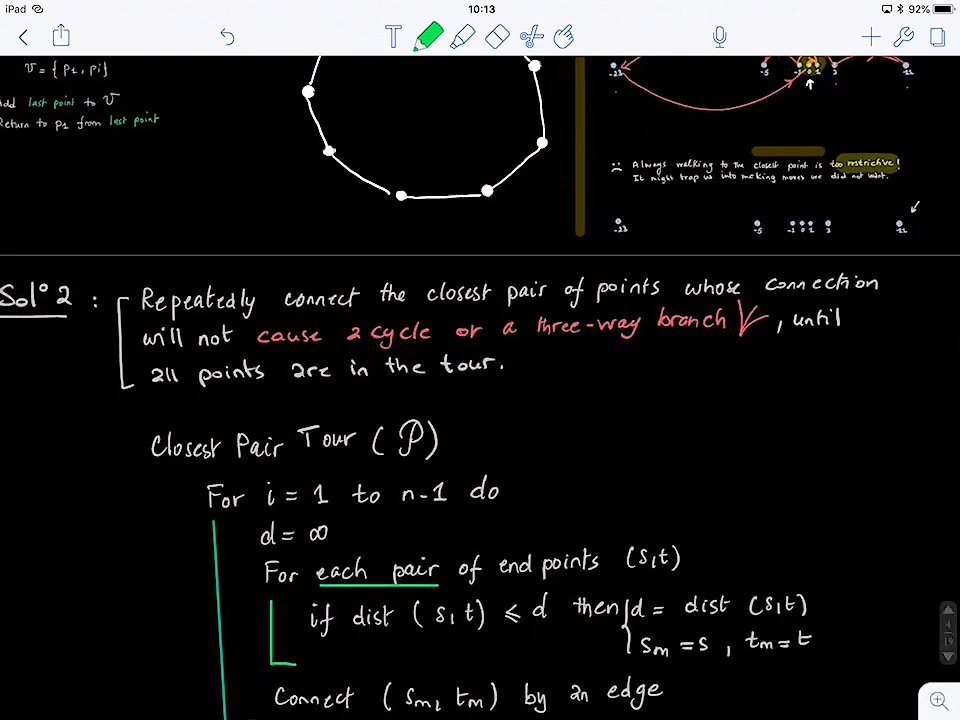 iPad
10:13
92%
V = { P1, Pi}
Add last point to V
Return to p1 from last point
-23 -5 -1 0 1 3 11
Always walking to the closest point is too restrictive!
It might trap us into making moves we did not want.
-23 -5 -1 0 1 3 11
Sol° 2 : Repeatedly connect the closest pair of points whose connection
will not cause a cycle or a three-way branch, until
all points are in the tour.
Closest Pair Tour (P)
For i = 1 to n-1 do
d = ∞
For each pair of end points (s,t)
if dist (s,t) ≤ d then d = dist (s,t)
sm = s, tm = t
Connect (sm, tm) by an edge
4
19